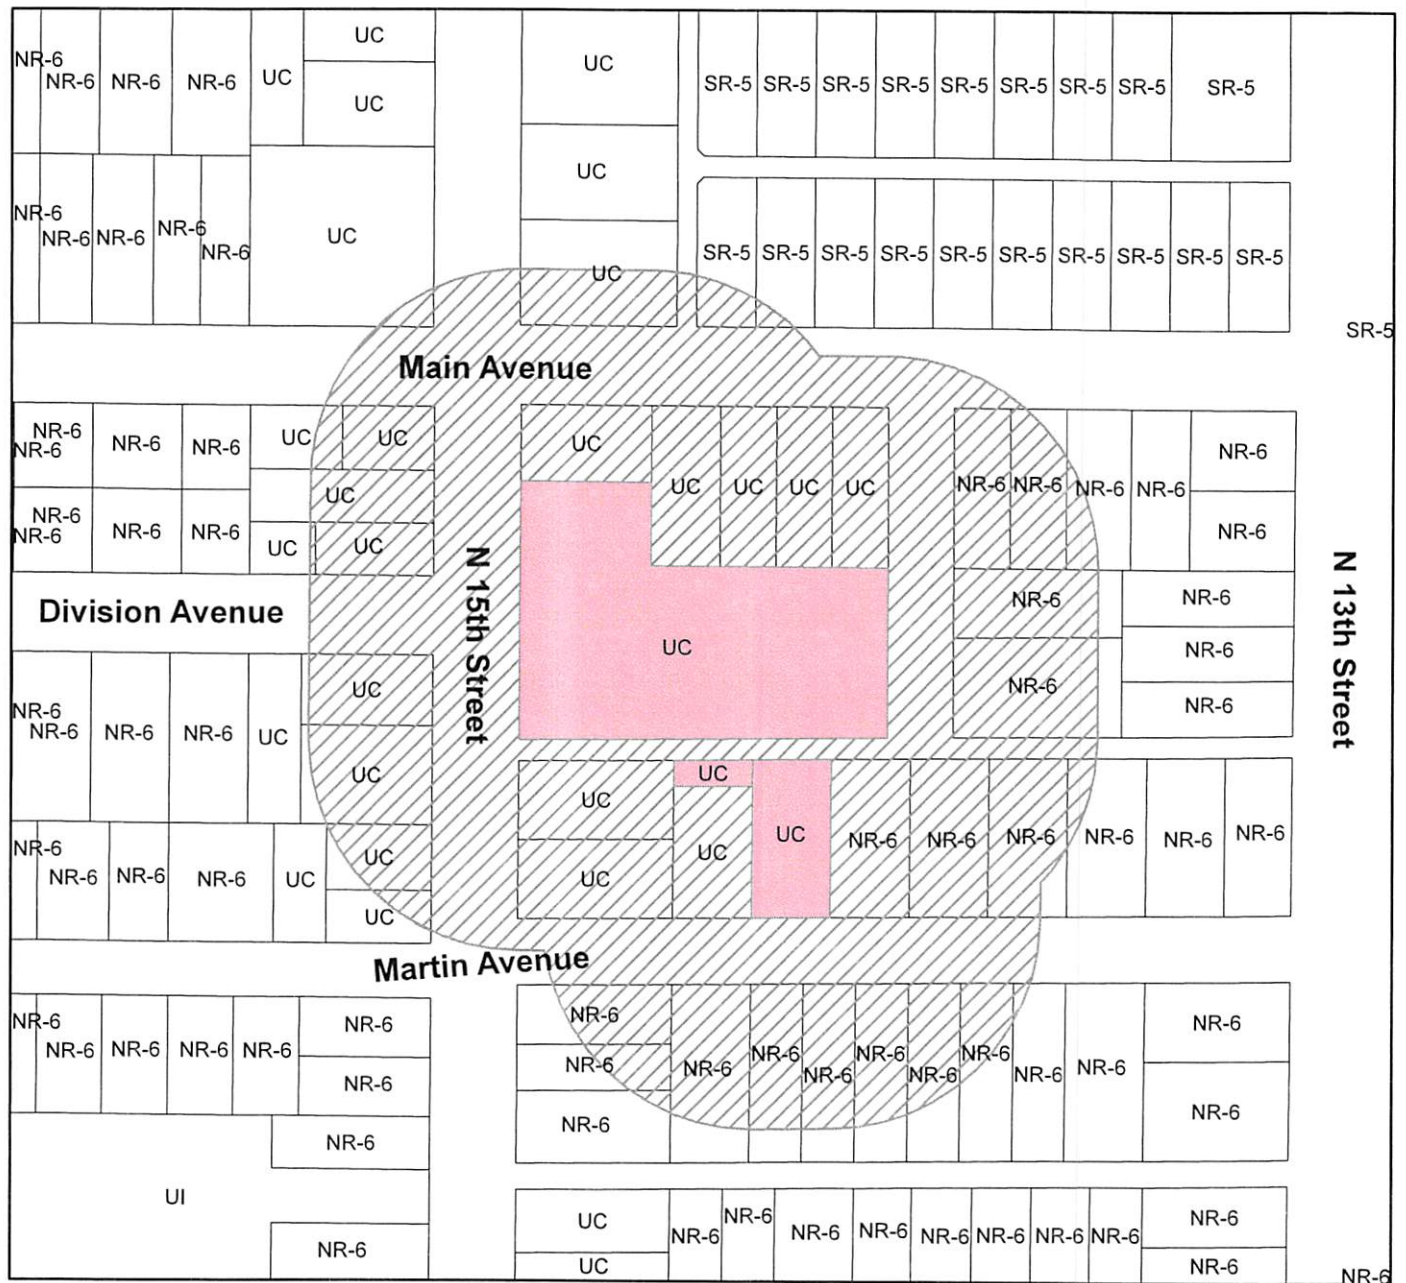 UC
NR-6
NR-6 NR-6 NR-6 UC
UC
UC
SR-5 SR-5 SR-5 SR-5 SR-5 SR-5 SR-5 SR-5 SR-5
UC
NR-6
NR-6 NR-6 NR-6 NR-6
UC
UC
SR-5 SR-5 SR-5 SR-5 SR-5 SR-5 SR-5 SR-5 SR-5 SR-5
SR-5
Main Avenue
NR-6
NR-6
NR-6 NR-6 UC UC
UC
UC UC UC UC
NR-6 NR-6 NR-6 NR-6
NR-6
NR-6
NR-6
NR-6
NR-6 NR-6
UC
UC UC
Division Avenue
N 15th Street
UC
NR-6
NR-6
NR-6
NR-6
NR-6
N 13th Street
NR-6
NR-6 NR-6 NR-6 UC
UC
UC
NR-6
NR-6 NR-6 NR-6 UC
UC
UC
UC
UC
UC
UC
UC
NR-6 NR-6 NR-6 NR-6 NR-6 NR-6
Martin Avenue
NR-6
NR-6 NR-6 NR-6 NR-6
NR-6
NR-6
NR-6
NR-6
NR-6
NR-6 NR-6 NR-6 NR-6 NR-6 NR-6 NR-6 NR-6
NR-6
NR-6
NR-6
UI
NR-6
UC
UC
NR-6 NR-6 NR-6 NR-6 NR-6 NR-6 NR-6 NR-6
NR-6
NR-6
NR-6